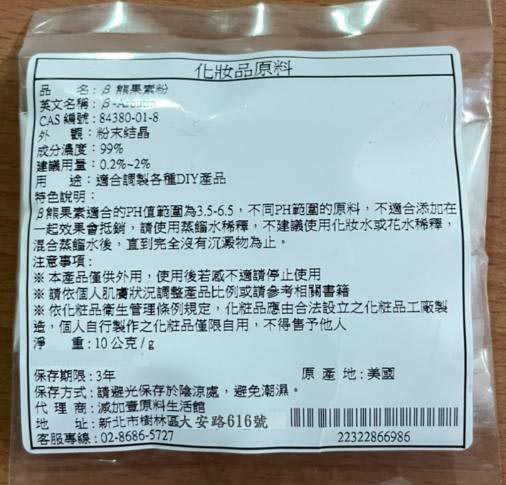 化妝品原料
品 名:β熊果素粉
英文名稱:β-Arbutin
CAS 編號:84380-01-8
外 觀:粉末結晶
成分濃度:99%
建議用量:0.2%~2%
用 途:適合調製各種DIY產品
特色說明:
β熊果素適合的PH值範圍為3.5-6.5，不同PH範圍的原料，不適合添加在
一起效果會抵銷，請使用蒸餾水稀釋，不建議使用化妝水或花水稀釋，
混合蒸餾水後，直到完全沒有沉澱物為止。
注意事項:
※本產品僅供外用，使用後若感不適請停止使用
※請依個人肌膚狀況調整產品比例或請參考相關書籍
※依化粧品衛生管理條例規定，化粧品應由合法設立之化粧品工廠製
造，個人自行製作之化粧品僅限自用，不得售予他人
淨 重:10公克/g
保存期限:3年 原 產 地:美國
保存方式:請避光保存於陰涼處，避免潮濕。
代 理 商:減加壹原料生活館
地 址:新北市樹林區大安路616號
客服專線:02-8686-5727 22322866986